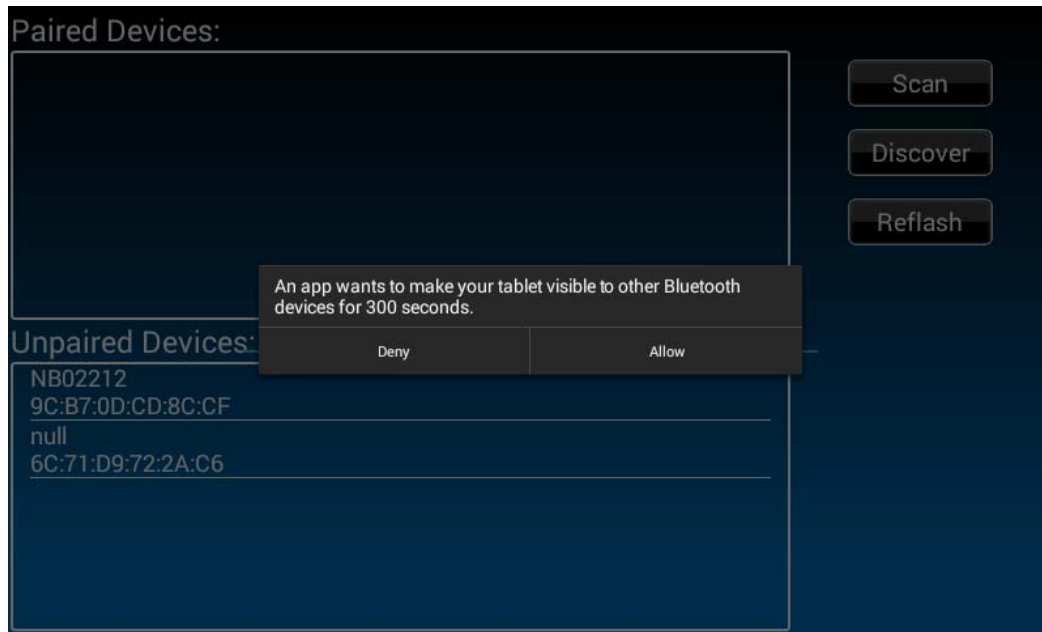 Paired Devices:
Scan
Discover
Reflash
An app wants to make your tablet visible to other Bluetooth
devices for 300 seconds.
Deny
Allow
Unpaired Devices:
NB02212
9C:B7:0D:CD:8C:CF
null
6C:71:D9:72:2A:C6